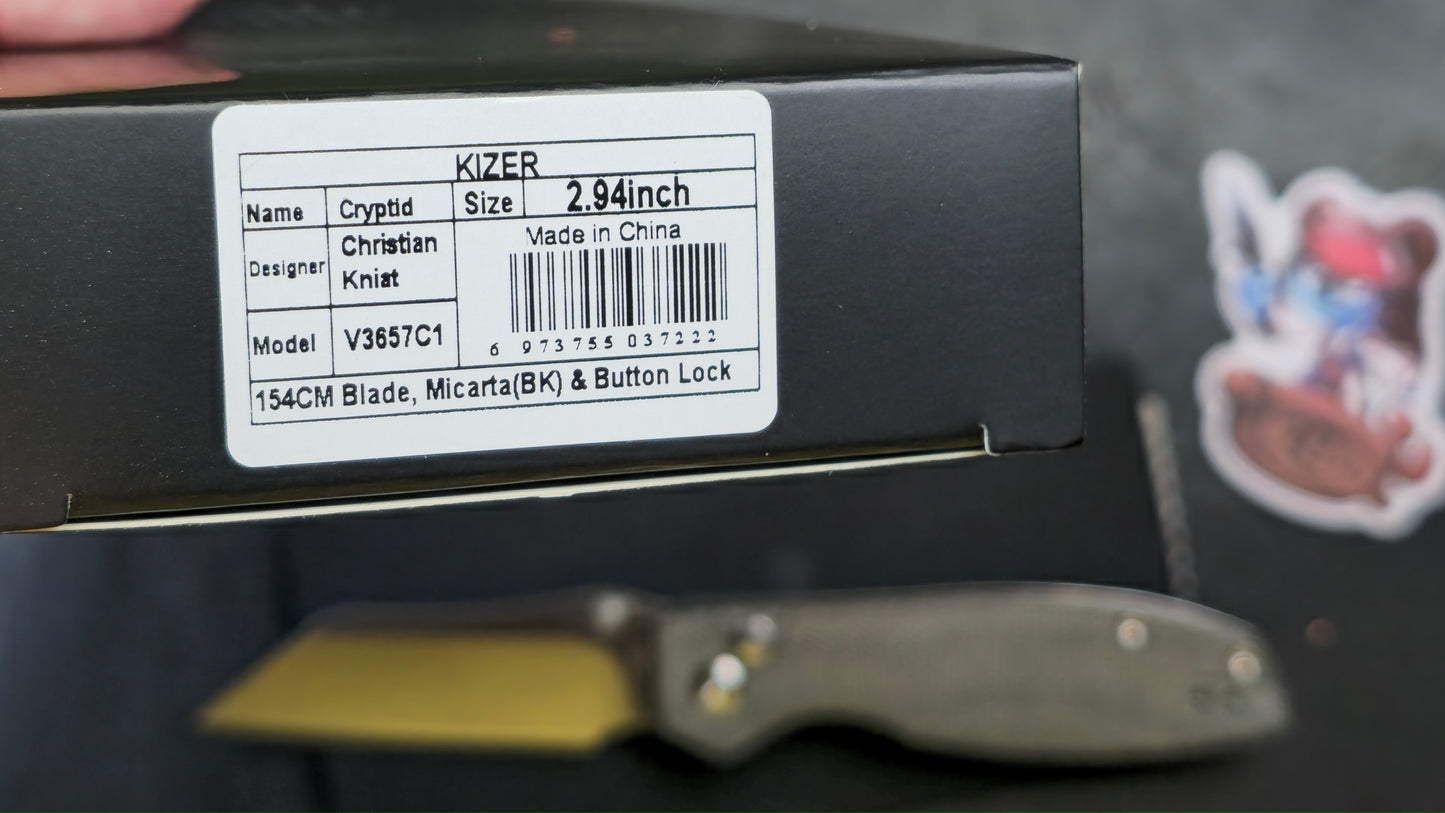 KIZER
Name Cryptid Size 2.94inch
Designer Christian Kniat
Made in China
Model V3657C1
6 973755 037222
154CM Blade, Micarta(BK) & Button Lock